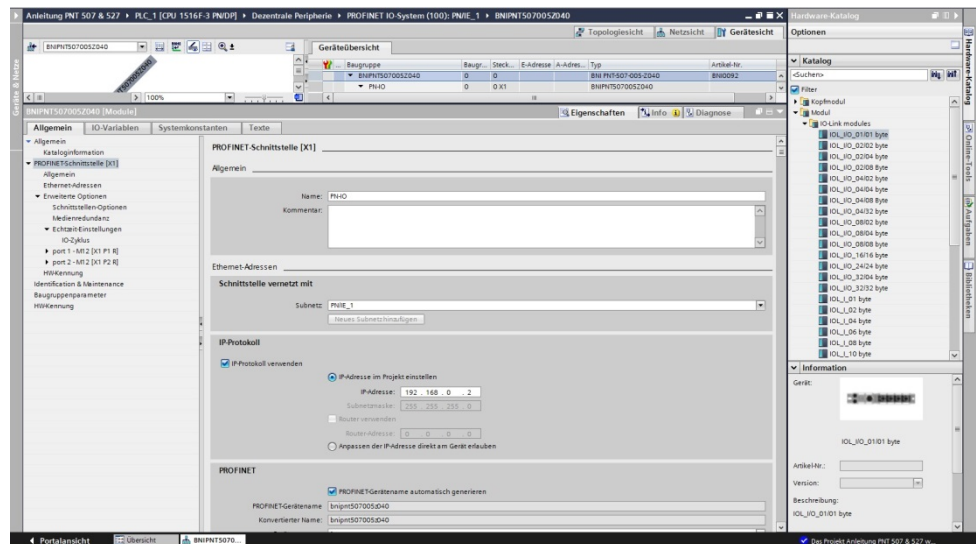 Anleitung PNT 507 & 527 ▸ PLC_1 [CPU 1516F-3 PN/DP] ▸ Dezentrale Peripherie ▸ PROFINET IO-System (100): PN/IE_1 ▸ BNIPNT507005Z040
Hardware-Katalog
Topologiesicht Netzsicht Gerätesicht
Optionen
BNIPNT507005Z040
Geräteübersicht
... Baugruppe Baugr... Steck... E-Adresse A-Adres... Typ Artikel-Nr.
BNIPNT507005Z040 0 0 BNI PNT-507-005-Z040 BNI0092
PN-IO 0 0 X1 BNIPNT507005Z040
BNIPNT507005Z040
100%
Geräte & Netze
BNIPNT507005Z040 [Module]
Eigenschaften Info Diagnose
Allgemein IO-Variablen Systemkonstanten Texte
Allgemein
Kataloginformation
PROFINET-Schnittstelle [X1]
Allgemein
Ethernet-Adressen
Erweiterte Optionen
Schnittstellen-Optionen
Medienredundanz
Echtzeit-Einstellungen
IO-Zyklus
port 1 - M12 [X1 P1 R]
port 2 - M12 [X1 P2 R]
HW-Kennung
Identification & Maintenance
Baugruppenparameter
HW-Kennung
PROFINET-Schnittstelle [X1]
Allgemein
Name: PN-IO
Kommentar:
Ethernet-Adressen
Schnittstelle vernetzt mit
Subnetz: PN/IE_1
Neues Subnetz hinzufügen
IP-Protokoll
IP-Protokoll verwenden
IP-Adresse im Projekt einstellen
IP-Adresse: 192 . 168 . 0 . 2
Subnetzmaske: 255 . 255 . 255 . 0
Router verwenden
Router-Adresse: 0 . 0 . 0 . 0
Anpassen der IP-Adresse direkt am Gerät erlauben
PROFINET
PROFINET-Gerätename automatisch generieren
PROFINET-Gerätename bnipnt507005z040
Konvertierter Name: bnipnt507005z040
Katalog
<Suchen>
Filter
Kopfmodul
Modul
IO-Link modules
IOL_I/O_01/01 byte
IOL_I/O_02/02 byte
IOL_I/O_02/04 byte
IOL_I/O_02/08 Byte
IOL_I/O_04/02 byte
IOL_I/O_04/04 byte
IOL_I/O_04/08 Byte
IOL_I/O_04/32 byte
IOL_I/O_08/02 byte
IOL_I/O_08/04 byte
IOL_I/O_08/08 byte
IOL_I/O_16/16 byte
IOL_I/O_24/24 byte
IOL_I/O_32/04 byte
IOL_I/O_32/32 byte
IOL_I_01 byte
IOL_I_02 byte
IOL_I_04 byte
IOL_I_06 byte
IOL_I_08 byte
IOL_I_10 byte
Information
Gerät:
IOL_I/O_01/01 byte
Artikel-Nr.:
Version:
Beschreibung:
IOL_I/O_01/01 byte
Hardware-Katalog
Online-Tools
Aufgaben
Bibliotheken
Portalansicht Übersicht BNIPNT5070...
Das Projekt Anleitung PNT 507 & 527 w...